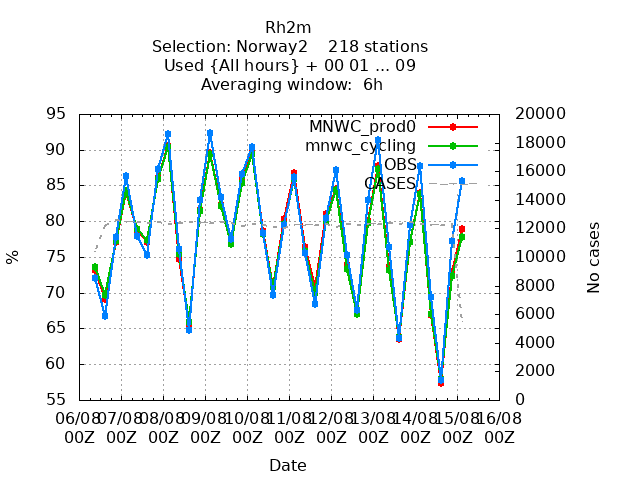 Rh2m
Selection: Norway2    218 stations
Used {All hours} + 00 01 ... 09
Averaging window:  6h
95
90
85
80
75
70
65
60
55
%
20000
18000
16000
14000
12000
10000
8000
6000
4000
2000
0
No cases
MNWC_prod0
mnwc_cycling
OBS
CASES
06/08 07/08 08/08 09/08 10/08 11/08 12/08 13/08 14/08 15/08 16/08
00Z 00Z 00Z 00Z 00Z 00Z 00Z 00Z 00Z 00Z 00Z
Date